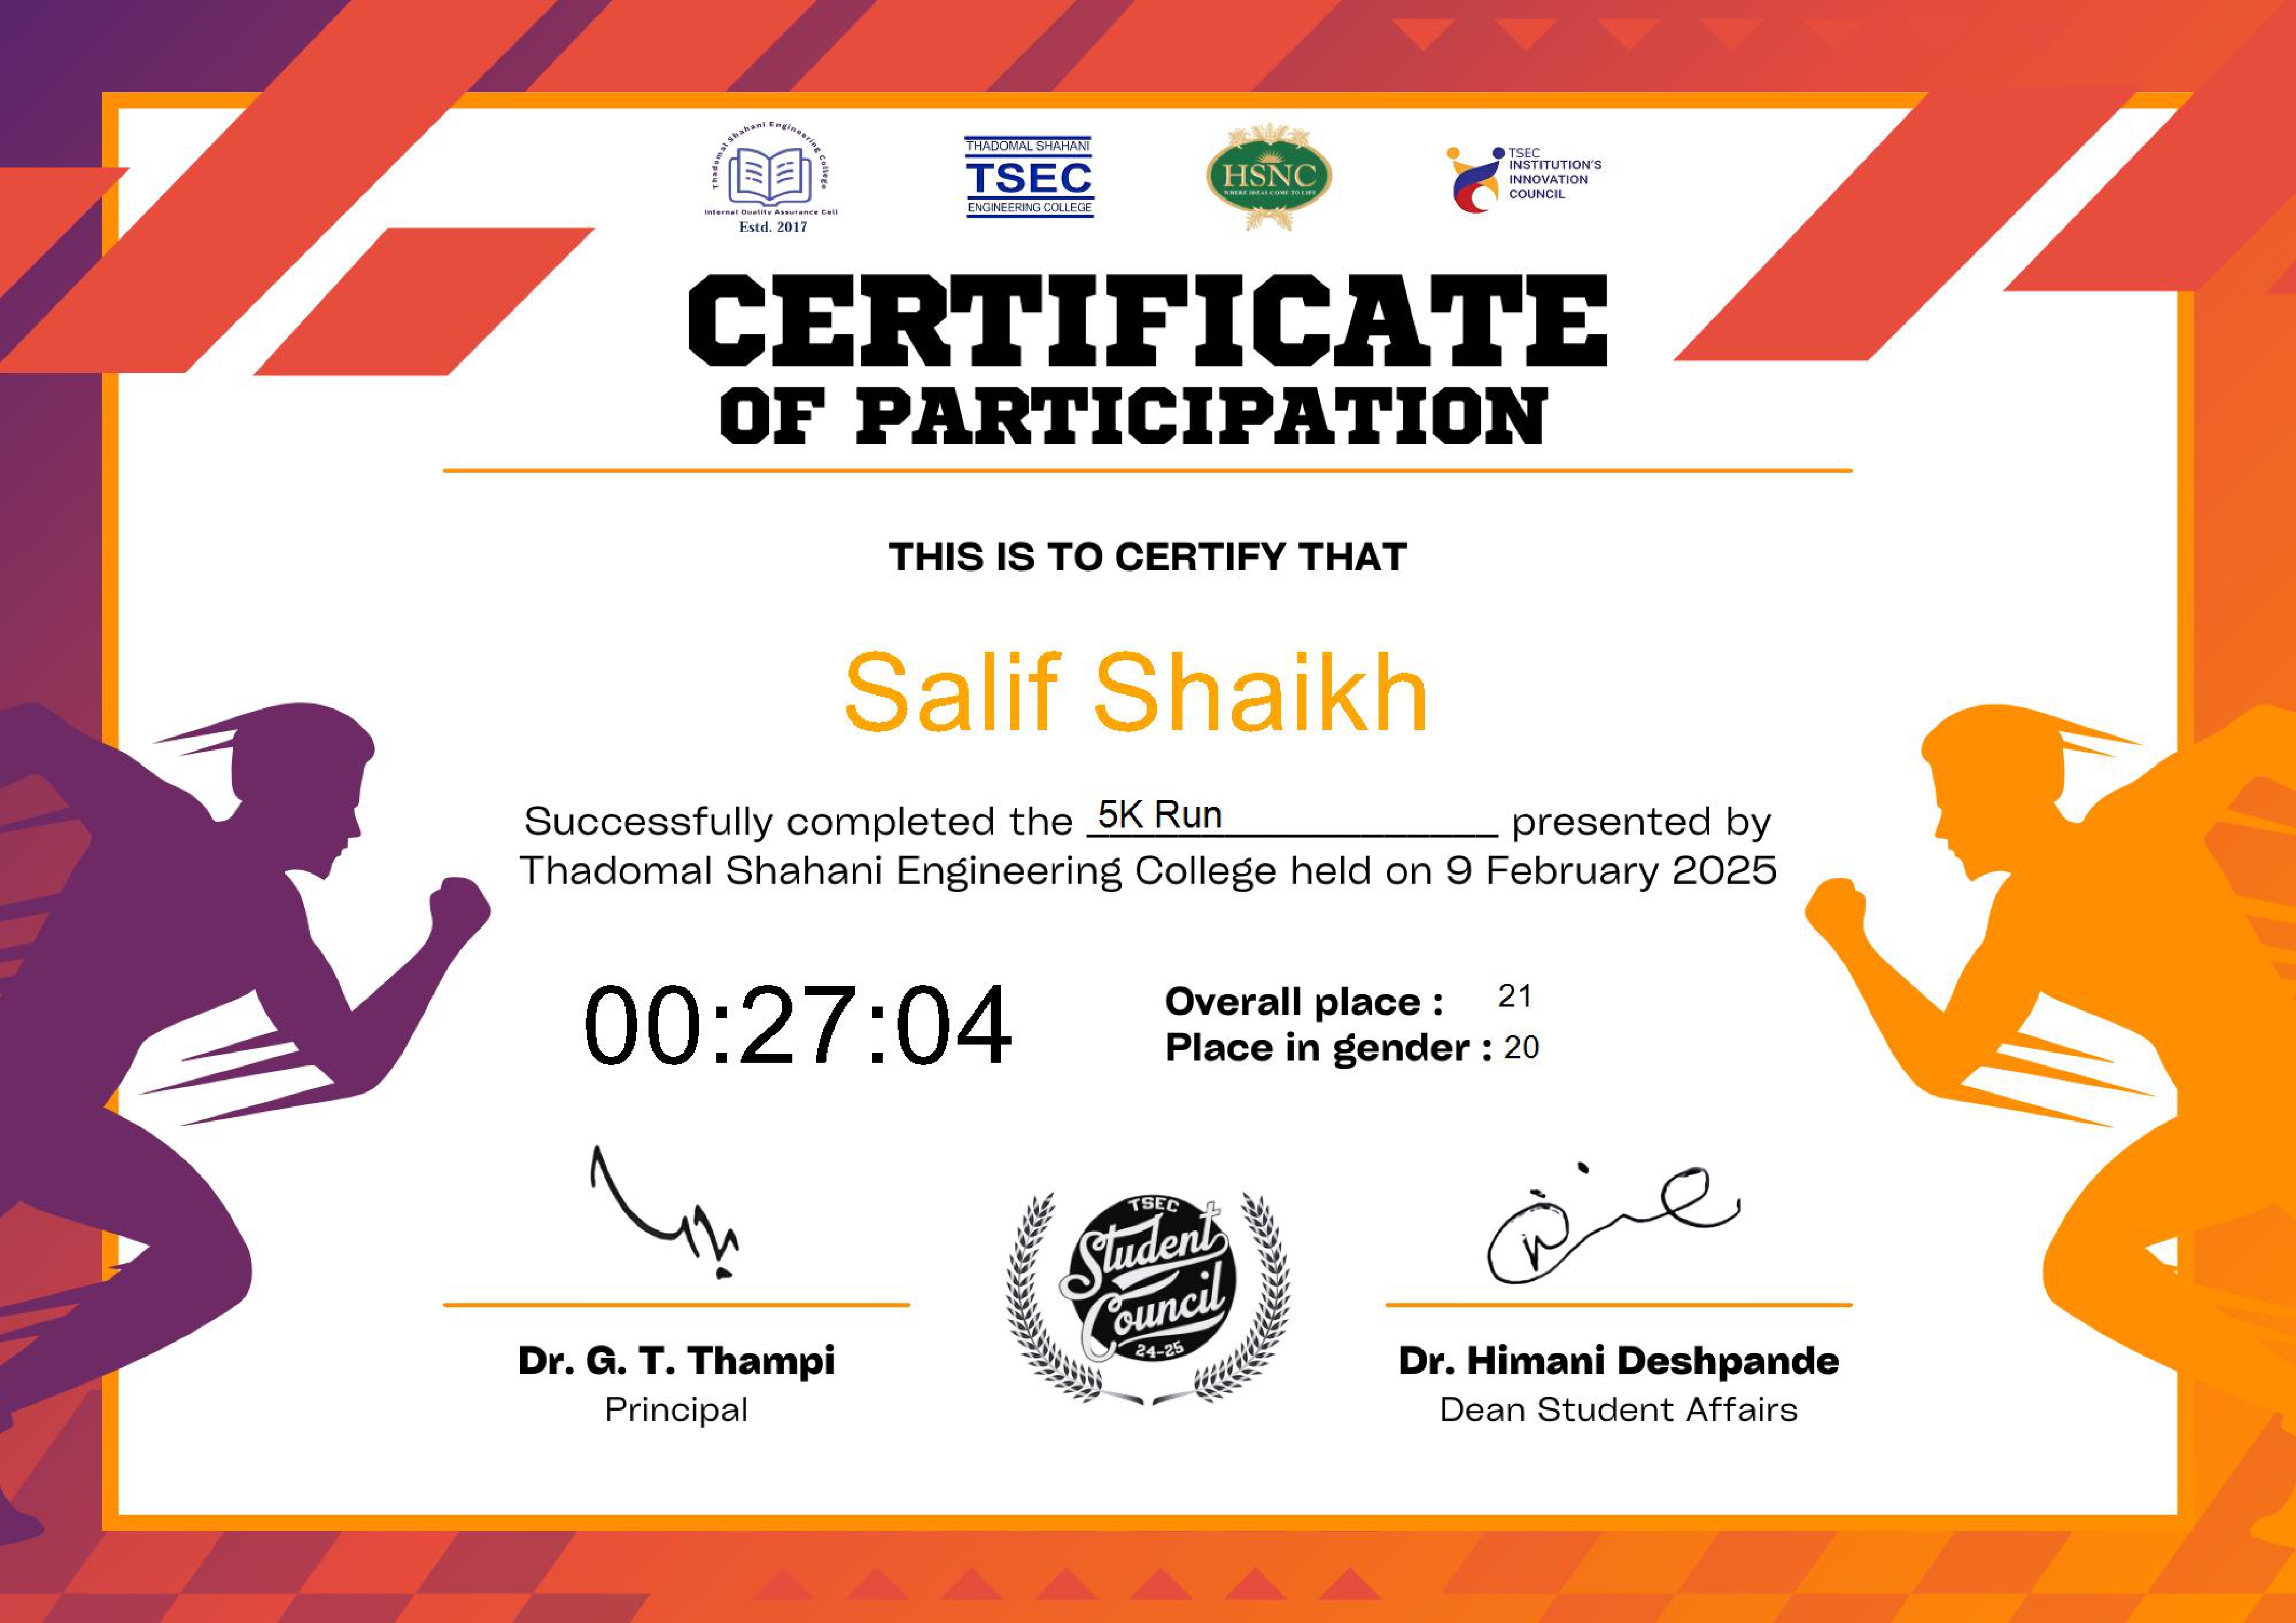 Thadomal Shahani Engineering College
Internal Quality Assurance Cell
Estd. 2017
THADOMAL SHAHANI
TSEC
ENGINEERING COLLEGE
HSNC
WHERE IDEAS COME TO LIFE
TSEC
INSTITUTION'S
INNOVATION
COUNCIL
CERTIFICATE
OF PARTICIPATION
THIS IS TO CERTIFY THAT
Salif Shaikh
Successfully completed the 5K Run presented by
Thadomal Shahani Engineering College held on 9 February 2025
00:27:04
Overall place : 21
Place in gender : 20
TSEC
Student
Council
24-25
Dr. G. T. Thampi
Principal
Dr. Himani Deshpande
Dean Student Affairs